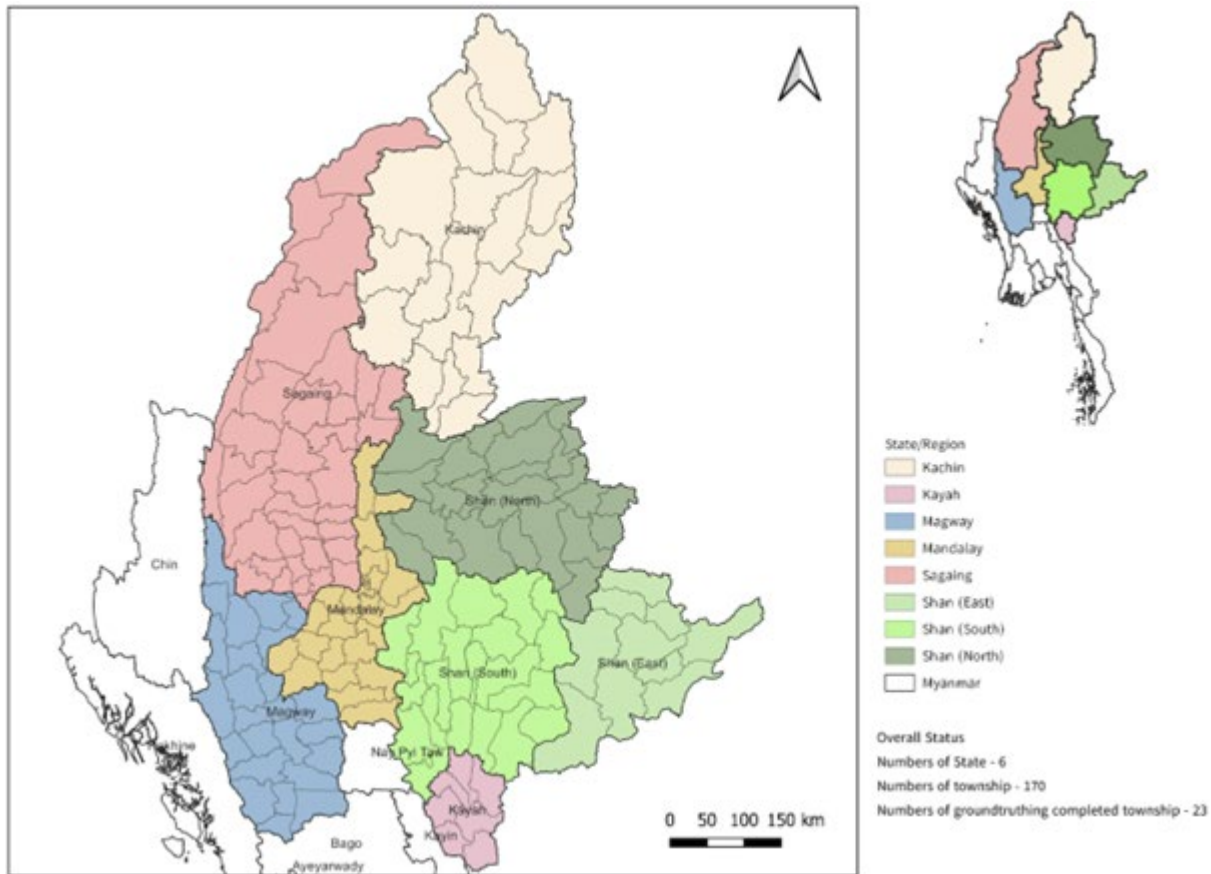 Kachin
Sagaing
Shan (North)
Chin
Mandalay
Shan (East)
Shan (South)
Magway
Rakhine
Nay Pyi Taw
Kayah
Kayin
Bago
Ayeyarwady
0 50 100 150 km
State/Region
Kachin
Kayah
Magway
Mandalay
Sagaing
Shan (East)
Shan (South)
Shan (North)
Myanmar
Overall Status
Numbers of State - 6
Numbers of township - 170
Numbers of groundtruthing completed township - 23